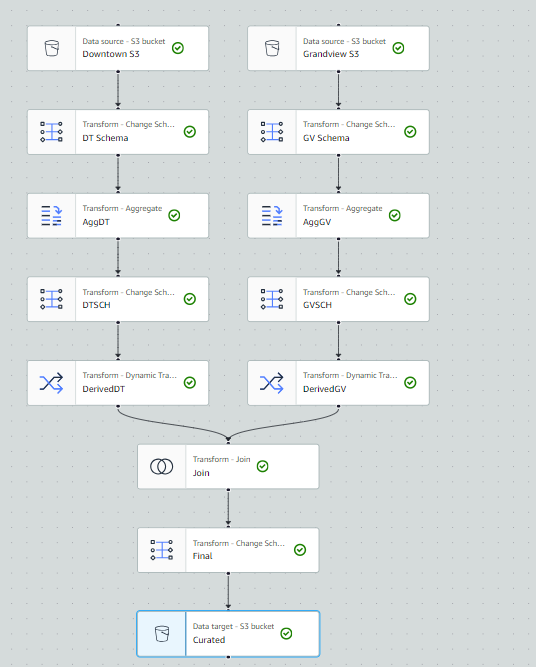 Data source - S3 bucket
Downtown S3
Data source - S3 bucket
Grandview S3
Transform - Change Sch...
DT Schema
Transform - Change Sch...
GV Schema
Transform - Aggregate
AggDT
Transform - Aggregate
AggGV
Transform - Change Sch...
DTSCH
Transform - Change Sch...
GVSCH
Transform - Dynamic Tra...
DerivedDT
Transform - Dynamic Tra...
DerivedGV
Transform - Join
Join
Transform - Change Sch...
Final
Data target - S3 bucket
Curated